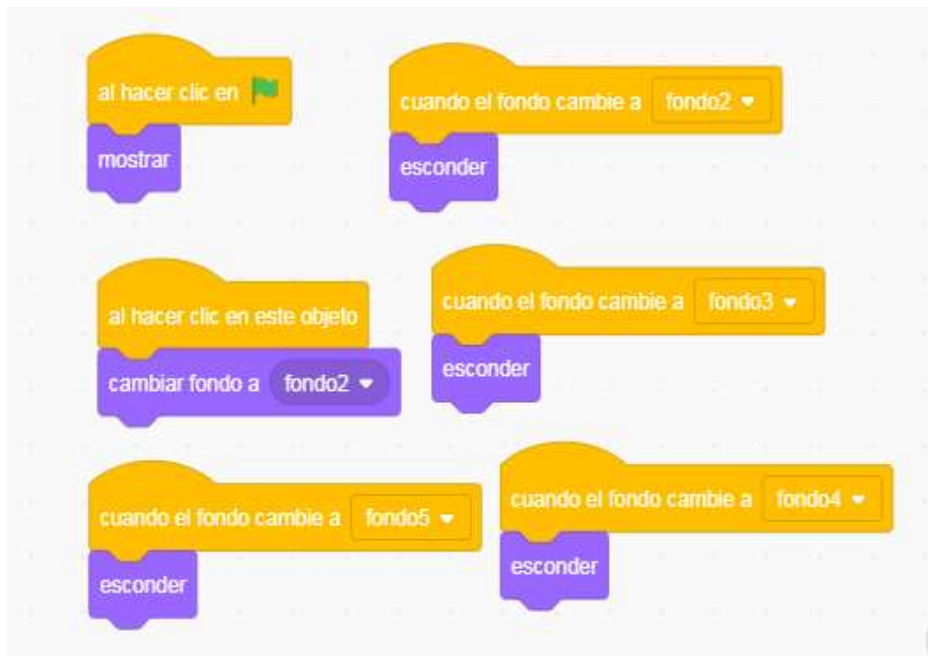 al hacer clic en
mostrar
cuando el fondo cambie a fondo2
esconder
al hacer clic en este objeto
cambiar fondo a fondo2
cuando el fondo cambie a fondo3
esconder
cuando el fondo cambie a fondo5
esconder
cuando el fondo cambie a fondo4
esconder